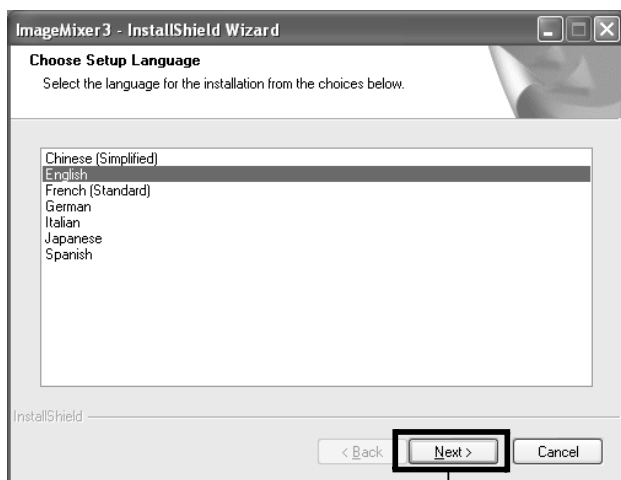 ImageMixer3 - InstallShield Wizard
Choose Setup Language
Select the language for the installation from the choices below.
Chinese (Simplified)
English
French (Standard)
German
Italian
Japanese
Spanish
InstallShield
< Back Next > Cancel